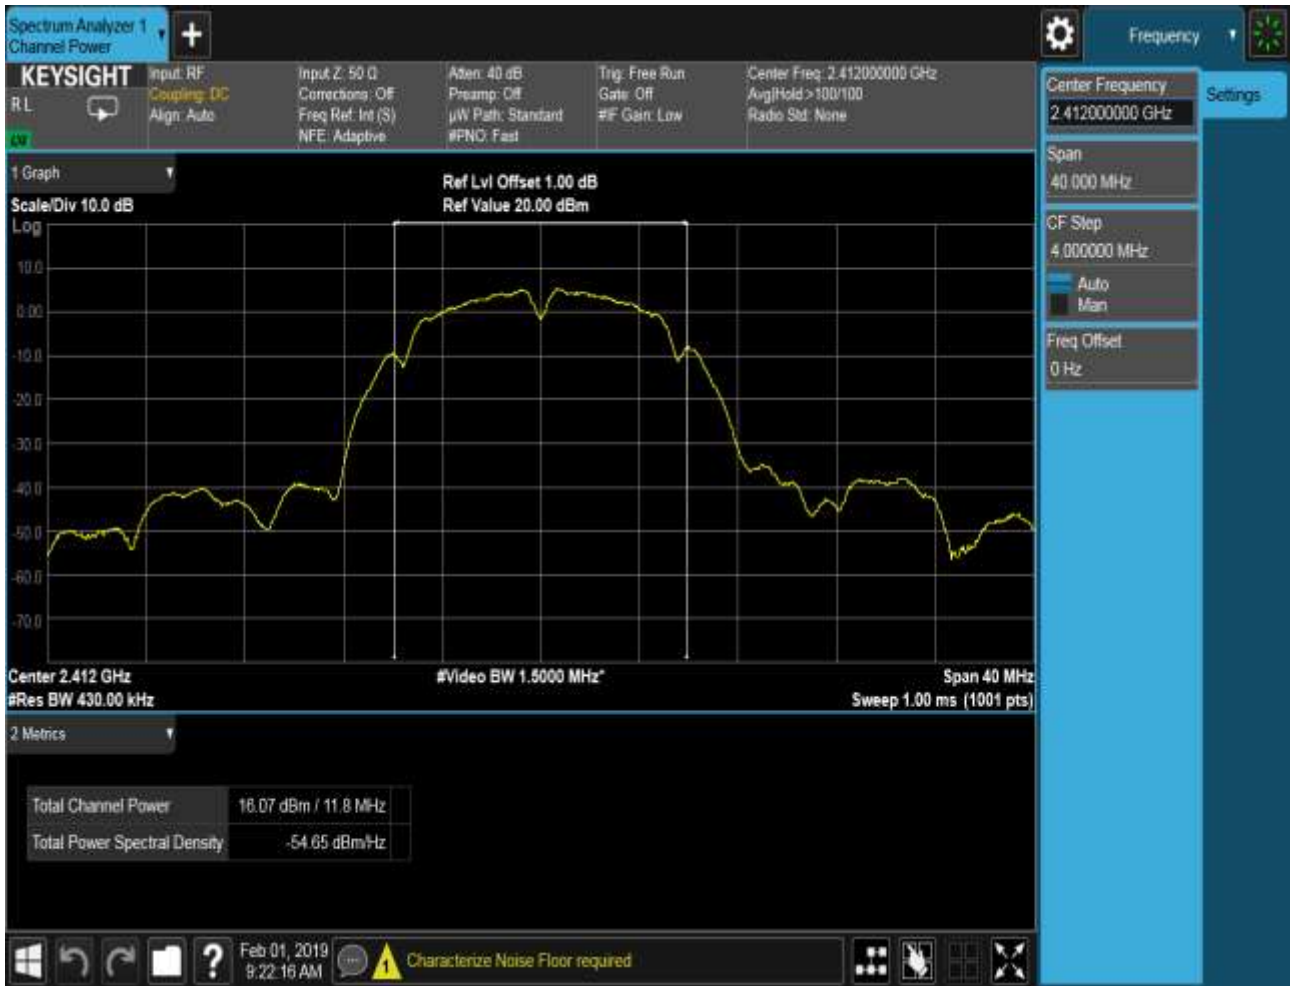 Spectrum Analyzer 1
Channel Power
Frequency
KEYSIGHT
R L
Input: RF
Coupling: DC
Align: Auto
Input Z: 50 Ω
Corrections: Off
Freq Ref: Int (S)
NFE: Adaptive
Atten: 40 dB
Preamp: Off
µW Path: Standard
#PNO: Fast
Trig: Free Run
Gate: Off
#IF Gain: Low
Center Freq: 2.412000000 GHz
Avg|Hold:>100/100
Radio Std: None
Center Frequency
2.412000000 GHz
Settings
Span
40.000 MHz
CF Step
4.000000 MHz
Auto
Man
Freq Offset
0 Hz
1 Graph
Scale/Div 10.0 dB
Ref Lvl Offset 1.00 dB
Ref Value 20.00 dBm
Log
10.0
0.00
-10.0
-20.0
-30.0
-40.0
-50.0
-60.0
-70.0
Center 2.412 GHz
#Res BW 430.00 kHz
#Video BW 1.5000 MHz*
Span 40 MHz
Sweep 1.00 ms (1001 pts)
2 Metrics
Total Channel Power 16.07 dBm / 11.8 MHz
Total Power Spectral Density -54.65 dBm/Hz
?
Feb 01, 2019
9:22:16 AM
1
Characterize Noise Floor required